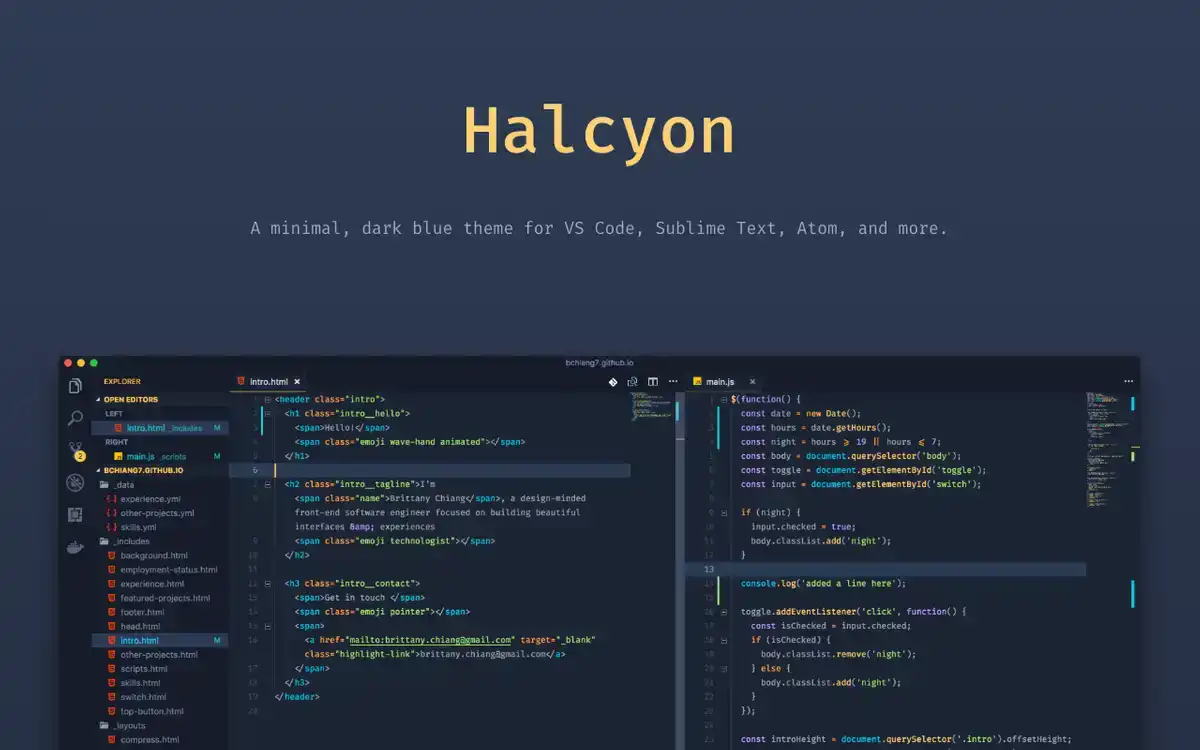 Halcyon
A minimal, dark blue theme for VS Code, Sublime Text, Atom, and more.
bchiang7.github.io
EXPLORER
OPEN EDITORS
LEFT
intro.html _includes M
RIGHT
main.js _scripts M
2
BCHIANG7.GITHUB.IO
_data
experience.yml
other-projects.yml
skills.yml
_includes
background.html
employment-status.html
experience.html
featured-projects.html
footer.html
head.html
intro.html M
other-projects.html
scripts.html
skills.html
switch.html
top-button.html
_layouts
compress.html
intro.html
1 <header class="intro">
2 <h1 class="intro__hello">
3 <span>Hello!</span>
4 <span class="emoji wave-hand animated"></span>
5 </h1>
6
7 <h2 class="intro__tagline">I'm
8 <span class="name">Brittany Chiang</span>, a design-minded
front-end software engineer focused on building beautiful
interfaces &amp; experiences
9 <span class="emoji technologist"></span>
10 </h2>
11
12 <h3 class="intro__contact">
13 <span>Get in touch </span>
14 <span class="emoji pointer"></span>
15 <span>
16 <a href="mailto:brittany.chiang@gmail.com" target="_blank"
class="highlight-link">brittany.chiang@gmail.com</a>
17 </span>
18 </h3>
19 </header>
20
main.js
1 $(function() {
2 const date = new Date();
3 const hours = date.getHours();
4 const night = hours ⩾ 19 || hours ⩽ 7;
5 const body = document.querySelector('body');
6 const toggle = document.getElementById('toggle');
7 const input = document.getElementById('switch');
8
9 if (night) {
10 input.checked = true;
11 body.classList.add('night');
12 }
13
14 console.log('added a line here');
15
16 toggle.addEventListener('click', function() {
17 const isChecked = input.checked;
18 if (isChecked) {
19 body.classList.remove('night');
20 } else {
21 body.classList.add('night');
22 }
23 });
24
25 const introHeight = document.querySelector('.intro').offsetHeight;